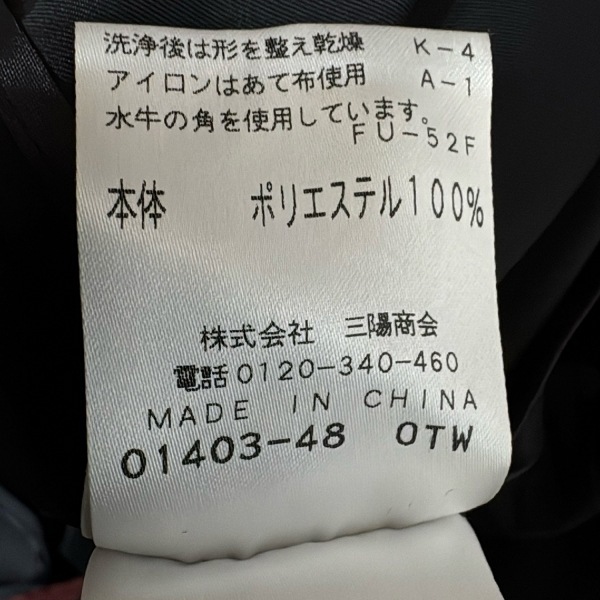 洗浄後は形を整え乾燥 K-4
アイロンはあて布使用 A-1
水牛の角を使用しています。
FU-52F
本体 ポリエステル100%
株式会社 三陽商会
電話0120-340-460
MADE IN CHINA
01403-48 OTW